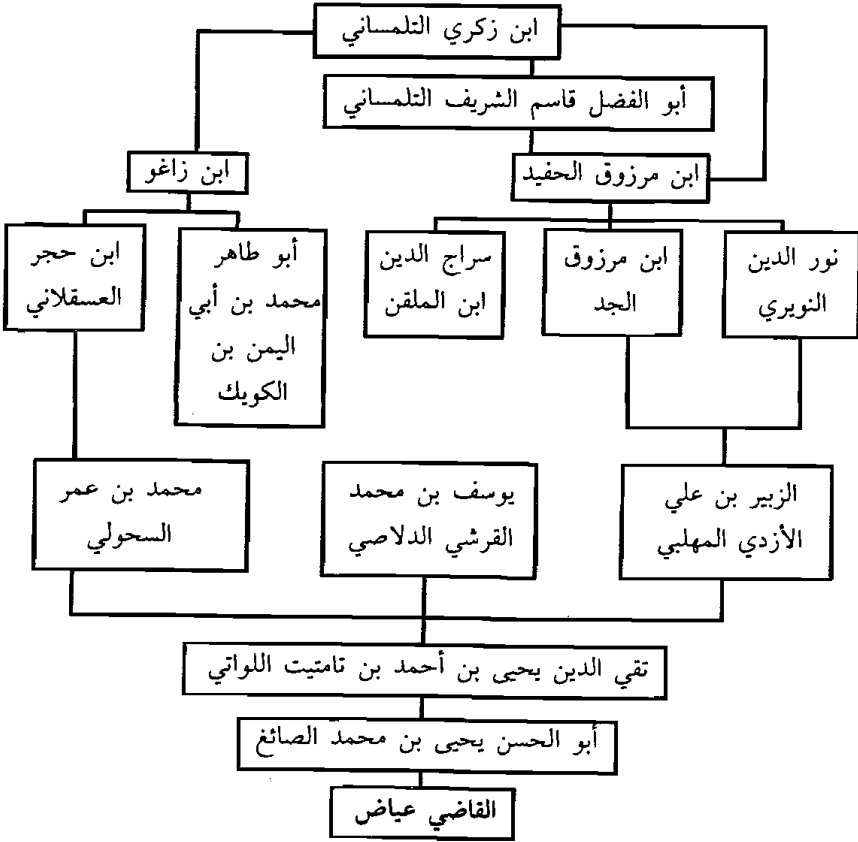 ابن زكري التلمساني
أبو الفضل قاسم الشريف التلمساني
ابن مرزوق الحفيد
ابن زاغو
نور الدين
النويري
ابن مرزوق
الجد
سراج الدين
ابن الملقن
أبو طاهر
محمد بن أبي
اليمن بن
الكويك
ابن حجر
العسقلاني
الزبير بن علي
الأزدي المهلبي
يوسف بن محمد
القرشي الدلاصي
محمد بن عمر
السحولي
تقي الدين يحيى بن أحمد بن تامتيت اللواتي
أبو الحسن يحيى بن محمد الصائغ
القاضي عياض